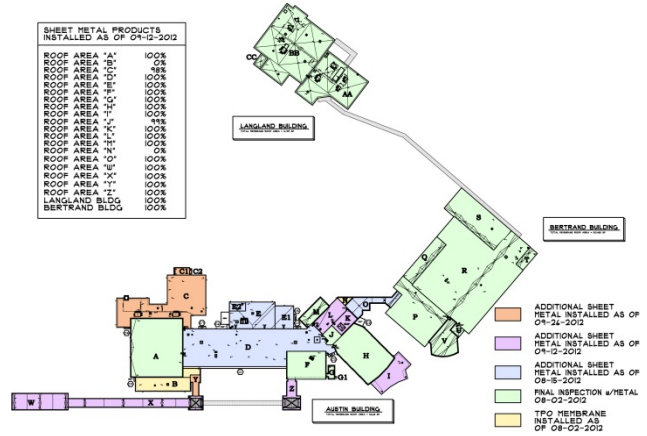 SHEET METAL PRODUCTS
INSTALLED AS OF 09-12-2012
ROOF AREA "A" 100%
ROOF AREA "B" 0%
ROOF AREA "C" 98%
ROOF AREA "D" 100%
ROOF AREA "E" 100%
ROOF AREA "F" 100%
ROOF AREA "G" 100%
ROOF AREA "H" 100%
ROOF AREA "I" 100%
ROOF AREA "J" 99%
ROOF AREA "K" 100%
ROOF AREA "L" 100%
ROOF AREA "M" 100%
ROOF AREA "N" 0%
ROOF AREA "O" 100%
ROOF AREA "W" 100%
ROOF AREA "X" 100%
ROOF AREA "Y" 100%
ROOF AREA "Z" 100%
LANGLAND BLDG 100%
BERTRAND BLDG 100%
CC
BB
AA
LANGLAND BUILDING
BERTRAND BUILDING
S
T
Q
R
P
U
V
C1
C2
C
E2
E
E1
M
N
O
L
K
J
A
D
H
B
Y
F
G1
Z
I
W
X
AUSTIN BUILDING
ADDITIONAL SHEET
METAL INSTALLED AS OF
09-26-2012
ADDITIONAL SHEET
METAL INSTALLED AS OF
09-12-2012
ADDITIONAL SHEET
METAL INSTALLED AS OF
08-15-2012
FINAL INSPECTION w/METAL
08-02-2012
TPO MEMBRANE
INSTALLED AS
OF 08-02-2012